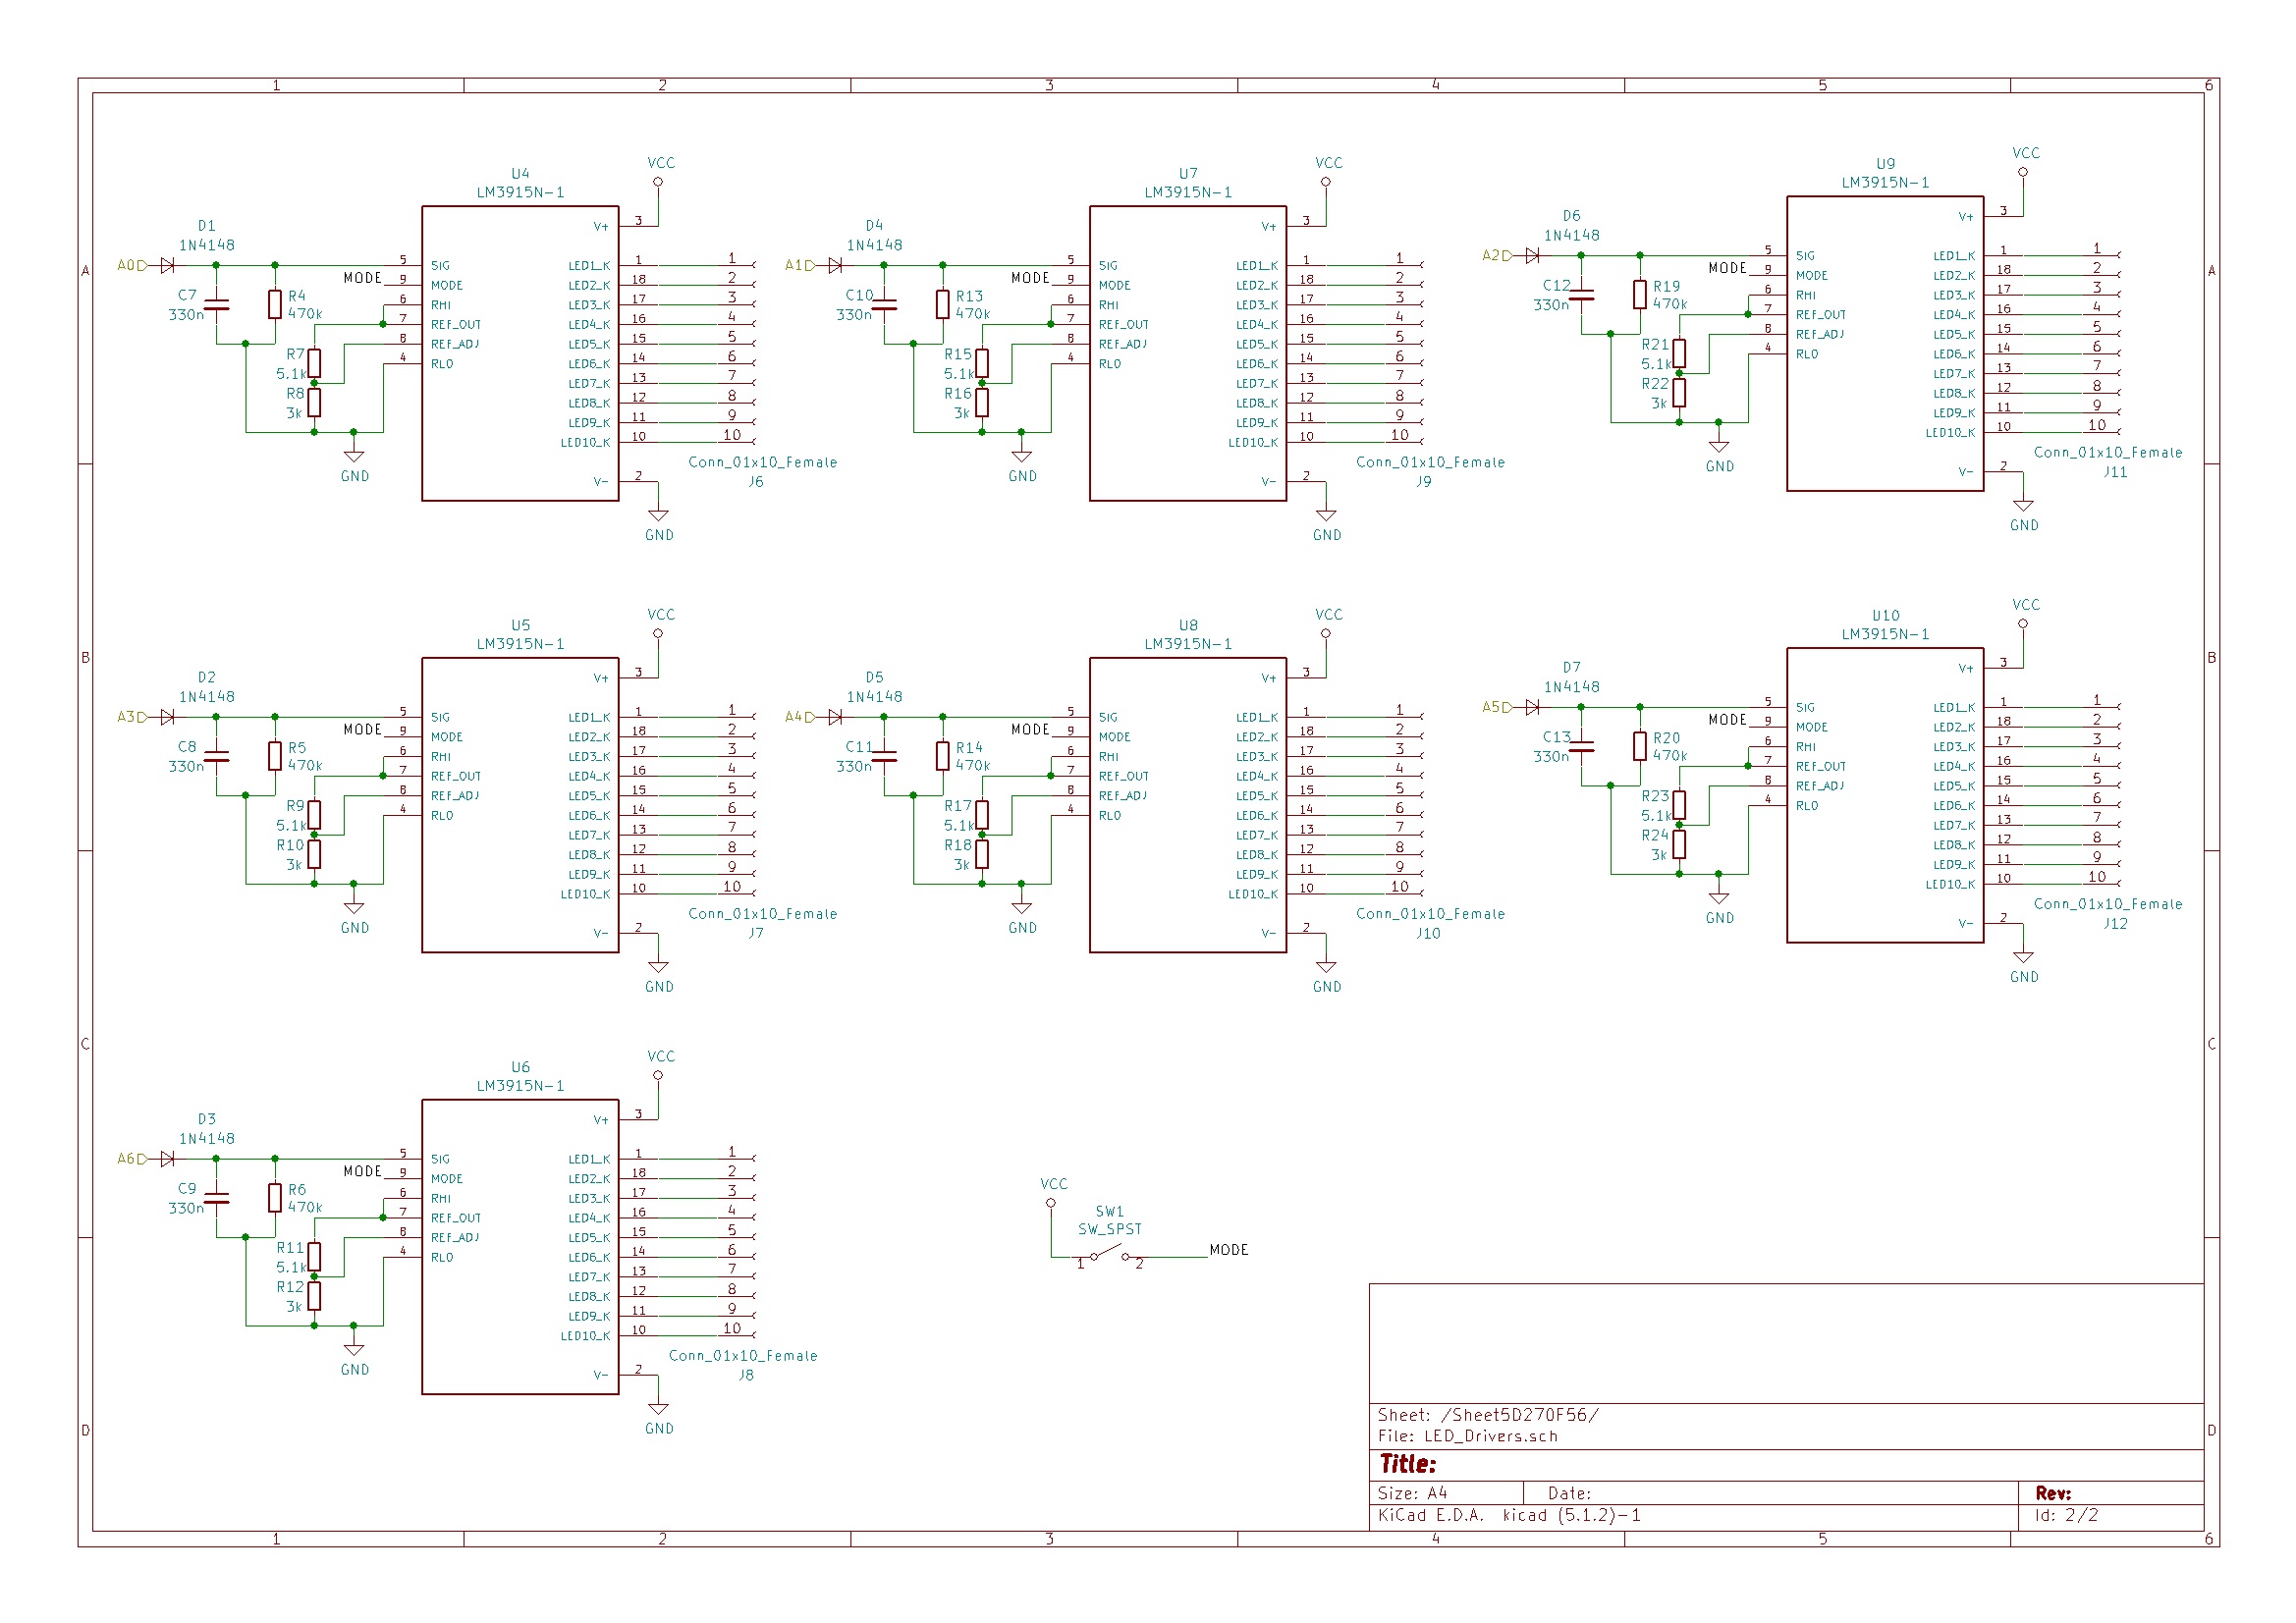 1 2 3 4 5 6
A
B
C
D
A
B
C
D
U4
LM3915N-1
VCC
D1
1N4148
A0
C7
330n
R4
470k
R7
5.1k
R8
3k
MODE
GND
5 SIG
9 MODE
6 RHI
7 REF_OUT
8 REF_ADJ
4 RLO
V+ 3
LED1_K 1 1
LED2_K 18 2
LED3_K 17 3
LED4_K 16 4
LED5_K 15 5
LED6_K 14 6
LED7_K 13 7
LED8_K 12 8
LED9_K 11 9
LED10_K 10 10
V- 2
Conn_01x10_Female
J6
GND
U7
LM3915N-1
VCC
D4
1N4148
A1
C10
330n
R13
470k
R15
5.1k
R16
3k
MODE
GND
5 SIG
9 MODE
6 RHI
7 REF_OUT
8 REF_ADJ
4 RLO
V+ 3
LED1_K 1 1
LED2_K 18 2
LED3_K 17 3
LED4_K 16 4
LED5_K 15 5
LED6_K 14 6
LED7_K 13 7
LED8_K 12 8
LED9_K 11 9
LED10_K 10 10
V- 2
Conn_01x10_Female
J9
GND
U9
LM3915N-1
VCC
D6
1N4148
A2
C12
330n
R19
470k
R21
5.1k
R22
3k
MODE
GND
5 SIG
9 MODE
6 RHI
7 REF_OUT
8 REF_ADJ
4 RLO
V+ 3
LED1_K 1 1
LED2_K 18 2
LED3_K 17 3
LED4_K 16 4
LED5_K 15 5
LED6_K 14 6
LED7_K 13 7
LED8_K 12 8
LED9_K 11 9
LED10_K 10 10
V- 2
Conn_01x10_Female
J11
GND
U5
LM3915N-1
VCC
D2
1N4148
A3
C8
330n
R5
470k
R9
5.1k
R10
3k
MODE
GND
5 SIG
9 MODE
6 RHI
7 REF_OUT
8 REF_ADJ
4 RLO
V+ 3
LED1_K 1 1
LED2_K 18 2
LED3_K 17 3
LED4_K 16 4
LED5_K 15 5
LED6_K 14 6
LED7_K 13 7
LED8_K 12 8
LED9_K 11 9
LED10_K 10 10
V- 2
Conn_01x10_Female
J7
GND
U8
LM3915N-1
VCC
D5
1N4148
A4
C11
330n
R14
470k
R17
5.1k
R18
3k
MODE
GND
5 SIG
9 MODE
6 RHI
7 REF_OUT
8 REF_ADJ
4 RLO
V+ 3
LED1_K 1 1
LED2_K 18 2
LED3_K 17 3
LED4_K 16 4
LED5_K 15 5
LED6_K 14 6
LED7_K 13 7
LED8_K 12 8
LED9_K 11 9
LED10_K 10 10
V- 2
Conn_01x10_Female
J10
GND
U10
LM3915N-1
VCC
D7
1N4148
A5
C13
330n
R20
470k
R23
5.1k
R24
3k
MODE
GND
5 SIG
9 MODE
6 RHI
7 REF_OUT
8 REF_ADJ
4 RLO
V+ 3
LED1_K 1 1
LED2_K 18 2
LED3_K 17 3
LED4_K 16 4
LED5_K 15 5
LED6_K 14 6
LED7_K 13 7
LED8_K 12 8
LED9_K 11 9
LED10_K 10 10
V- 2
Conn_01x10_Female
J12
GND
U6
LM3915N-1
VCC
D3
1N4148
A6
C9
330n
R6
470k
R11
5.1k
R12
3k
MODE
GND
5 SIG
9 MODE
6 RHI
7 REF_OUT
8 REF_ADJ
4 RLO
V+ 3
LED1_K 1 1
LED2_K 18 2
LED3_K 17 3
LED4_K 16 4
LED5_K 15 5
LED6_K 14 6
LED7_K 13 7
LED8_K 12 8
LED9_K 11 9
LED10_K 10 10
V- 2
Conn_01x10_Female
J8
GND
VCC
SW1
SW_SPST
1 2
MODE
Sheet: /Sheet5D270F56/
File: LED_Drivers.sch
Title:
Size: A4 Date: Rev:
KiCad E.D.A. kicad (5.1.2)-1 Id: 2/2
1 2 3 4 5 6